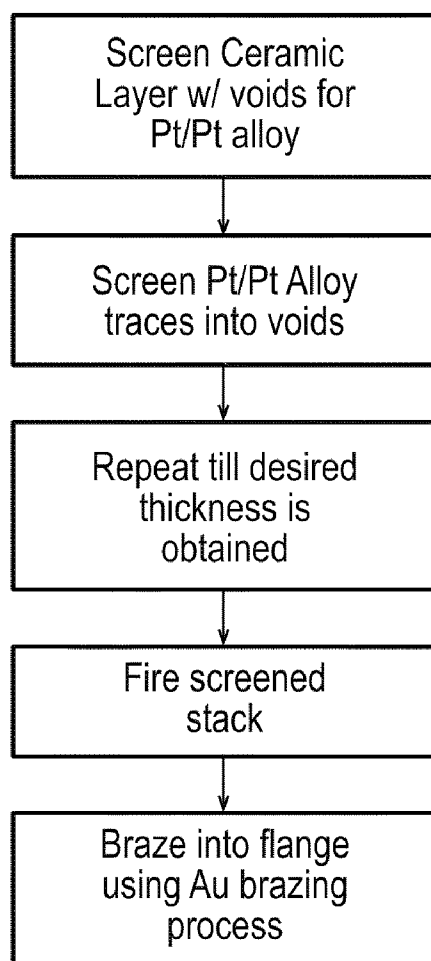 Screen Ceramic
Layer w/ voids for
Pt/Pt alloy
Screen Pt/Pt Alloy
traces into voids
Repeat till desired
thickness is
obtained
Fire screened
stack
Braze into flange
using Au brazing
process